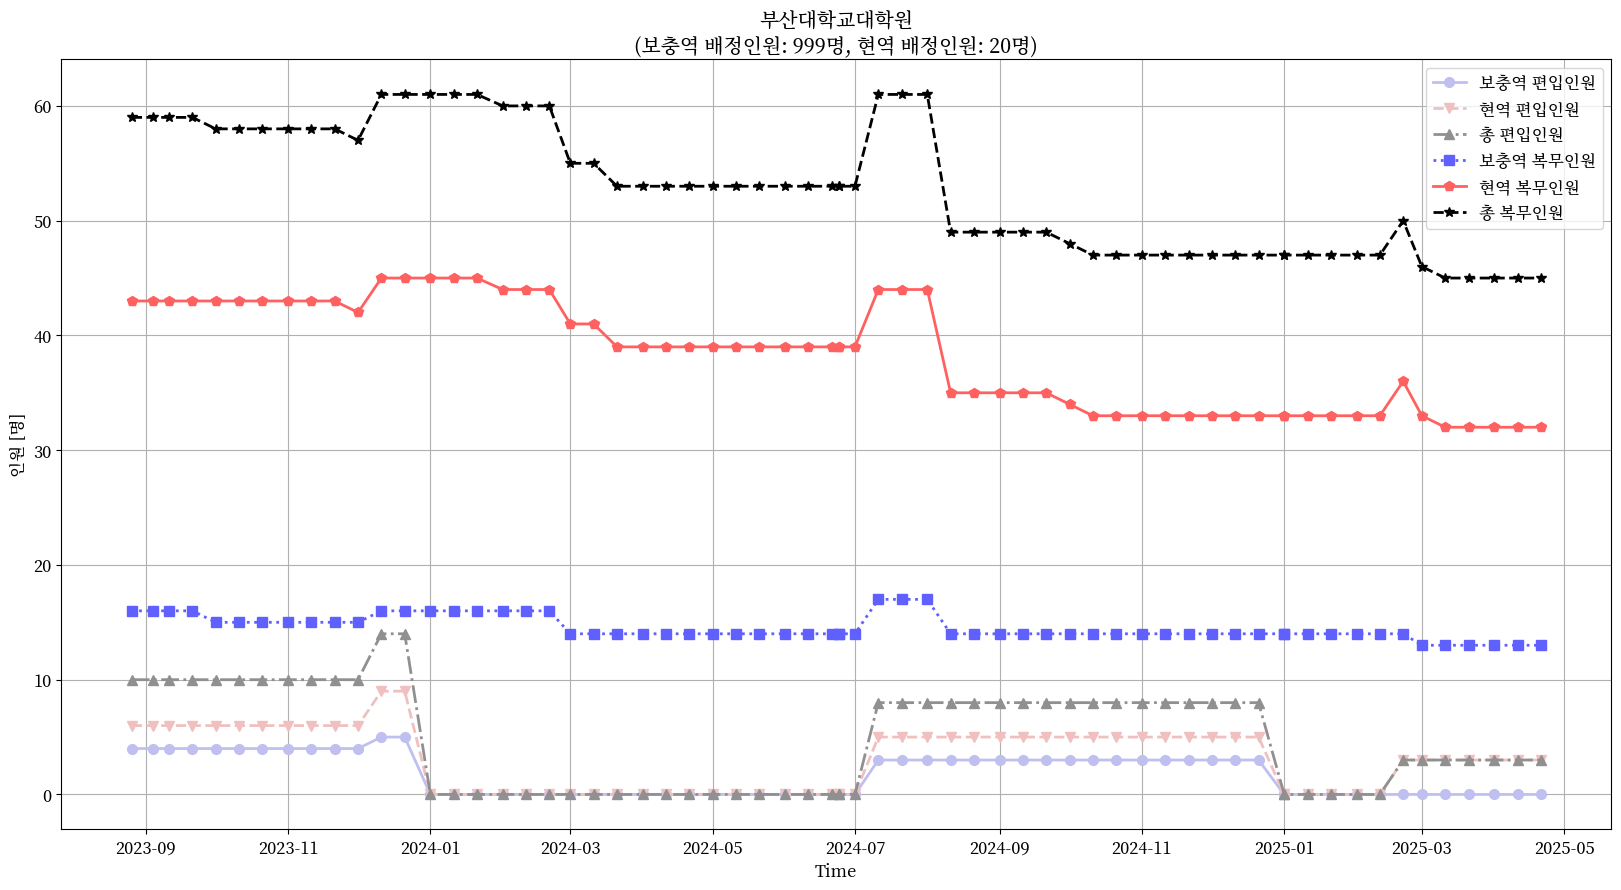 부산대학교대학원
(보충역 배정인원: 999명, 현역 배정인원: 20명)
보충역 편입인원
현역 편입인원
총 편입인원
보충역 복무인원
현역 복무인원
총 복무인원
인원 [명]
60
50
40
30
20
10
0
2023-09
2023-11
2024-01
2024-03
2024-05
2024-07
2024-09
2024-11
2025-01
2025-03
2025-05
Time